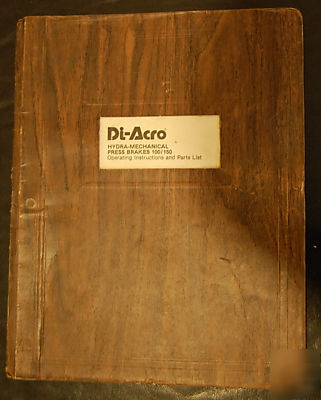 Di-Acro
HYDRA-MECHANICAL
PRESS BRAKES 100/150
Operating Instructions and Parts List